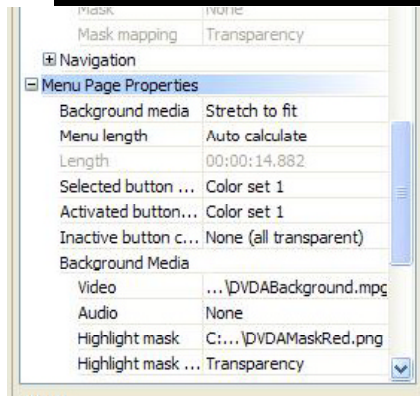 Mask None
Mask mapping Transparency
Navigation
Menu Page Properties
Background media Stretch to fit
Menu length Auto calculate
Length 00:00:14.882
Selected button ... Color set 1
Activated button... Color set 1
Inactive button c... None (all transparent)
Background Media
Video ...\DVDABackground.mpg
Audio None
Highlight mask C:...\DVDAMaskRed.png
Highlight mask ... Transparency